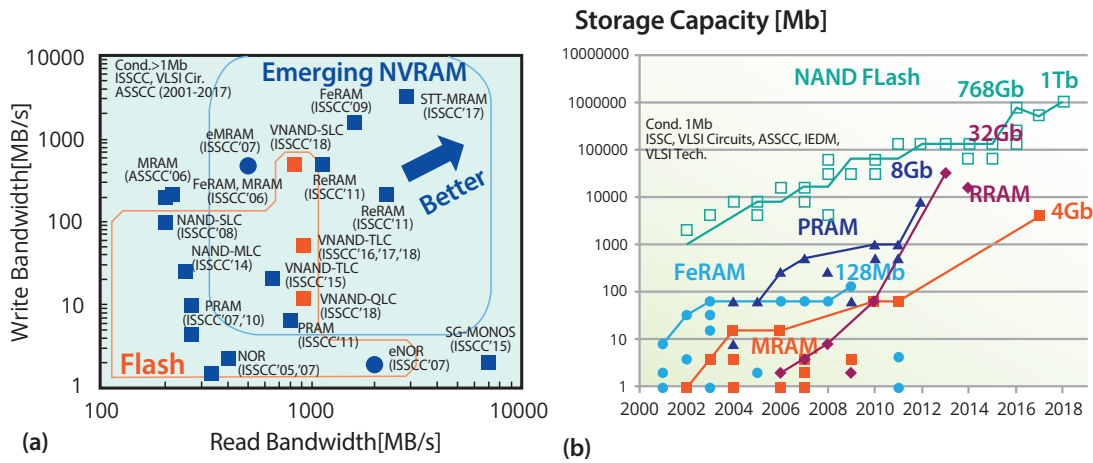 Write Bandwidth[MB/s]
10000
1000
100
10
1
Cond.>1Mb
ISSCC, VLSI Cir.
ASSCC (2001-2017)
Emerging NVRAM
FeRAM
(ISSCC’09)
STT-MRAM
(ISSCC’17)
eMRAM
(ISSCC’07)
VNAND-SLC
(ISSCC’18)
MRAM
(ASSCC’06)
FeRAM, MRAM
(ISSCC’06)
ReRAM
(ISSCC’11)
Better
ReRAM
(ISSCC’11)
NAND-SLC
(ISSCC’08)
VNAND-TLC
(ISSCC’16,’17,’18)
NAND-MLC
(ISSCC’14)
VNAND-TLC
(ISSCC’15)
VNAND-QLC
(ISSCC’18)
PRAM
(ISSCC’07,’10)
PRAM
(ISSCC’11)
SG-MONOS
(ISSCC’15)
Flash
NOR
(ISSCC’05,’07)
eNOR
(ISSCC’07)
100
1000
10000
(a)
Read Bandwidth[MB/s]
Storage Capacity [Mb]
10000000
1000000
100000
10000
1000
100
10
1
NAND FLash
768Gb
1Tb
Cond. 1Mb
ISSC, VLSI Circuits, ASSCC, IEDM,
VLSI Tech.
32Gb
8Gb
RRAM
PRAM
4Gb
FeRAM
128Mb
MRAM
2000 2002 2004 2006 2008 2010 2012 2014 2016 2018
(b)